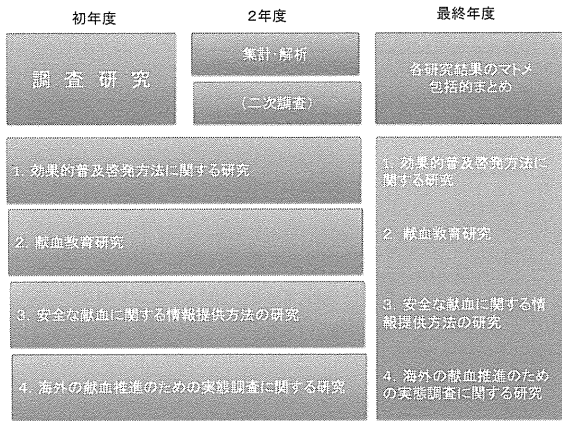 初年度
2年度
最終年度
調 査 研 究
集計・解析
(二次調査)
各研究結果のマトメ
包括的まとめ
1. 効果的普及啓発方法に関する研究
2. 献血教育研究
3. 安全な献血に関する情報提供方法の研究
4. 海外の献血推進のための実態調査に関する研究
1. 効果的普及啓発方法に
関する研究
2 献血教育研究
3. 安全な献血に関する情
報提供方法の研究
4. 海外の献血推進のため
の実態調査に関する研究